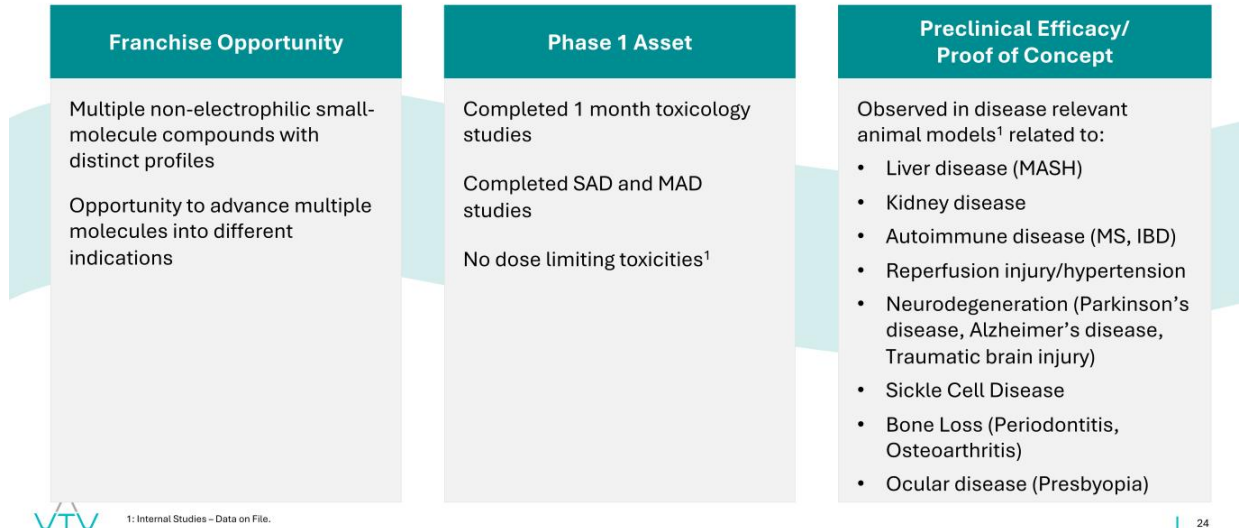 Franchise Opportunity
Multiple non-electrophilic small-
molecule compounds with
distinct profiles
Opportunity to advance multiple
molecules into different
indications
Phase 1 Asset
Completed 1 month toxicology
studies
Completed SAD and MAD
studies
No dose limiting toxicities¹
Preclinical Efficacy/
Proof of Concept
Observed in disease relevant
animal models¹ related to:
• Liver disease (MASH)
• Kidney disease
• Autoimmune disease (MS, IBD)
• Reperfusion injury/hypertension
• Neurodegeneration (Parkinson’s
disease, Alzheimer’s disease,
Traumatic brain injury)
• Sickle Cell Disease
• Bone Loss (Periodontitis,
Osteoarthritis)
• Ocular disease (Presbyopia)
VTV
1: Internal Studies – Data on File.
24